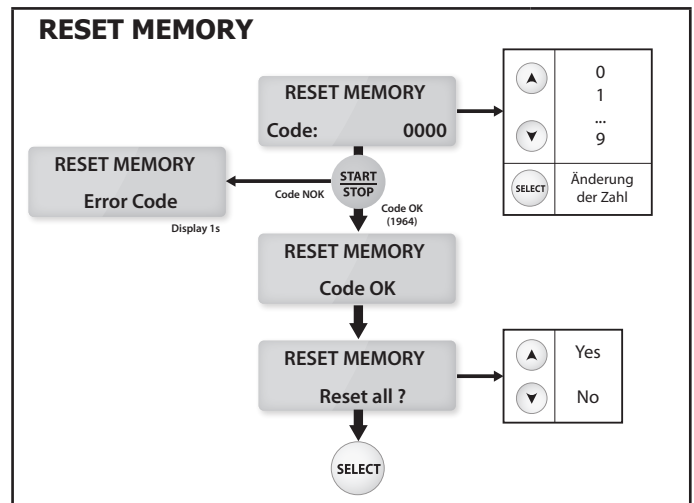 RESET MEMORY
RESET MEMORY
Code: 0000
0
1
...
9
SELECT
Änderung
der Zahl
START
STOP
Code NOK
RESET MEMORY
Error Code
Display 1s
Code OK
(1964)
RESET MEMORY
Code OK
RESET MEMORY
Reset all ?
Yes
No
SELECT